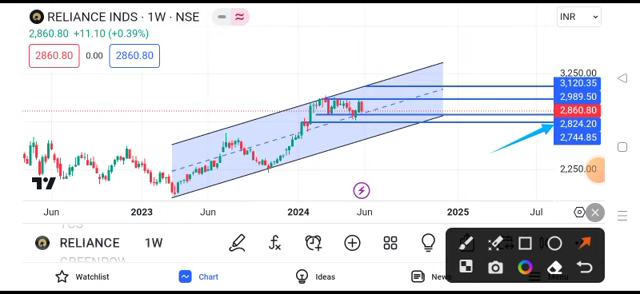 RELIANCE INDS · 1W · NSE
INR
2,860.80 +11.10 (+0.39%)
2860.80 0.00 2860.80
3,250.00
3,120.35
2,989.50
2,860.80
2,824.20
2,744.85
2,250.00
Jun 2023 Jun 2024 Jun 2025 Jul
RELIANCE 1W
Watchlist Chart Ideas News Menu